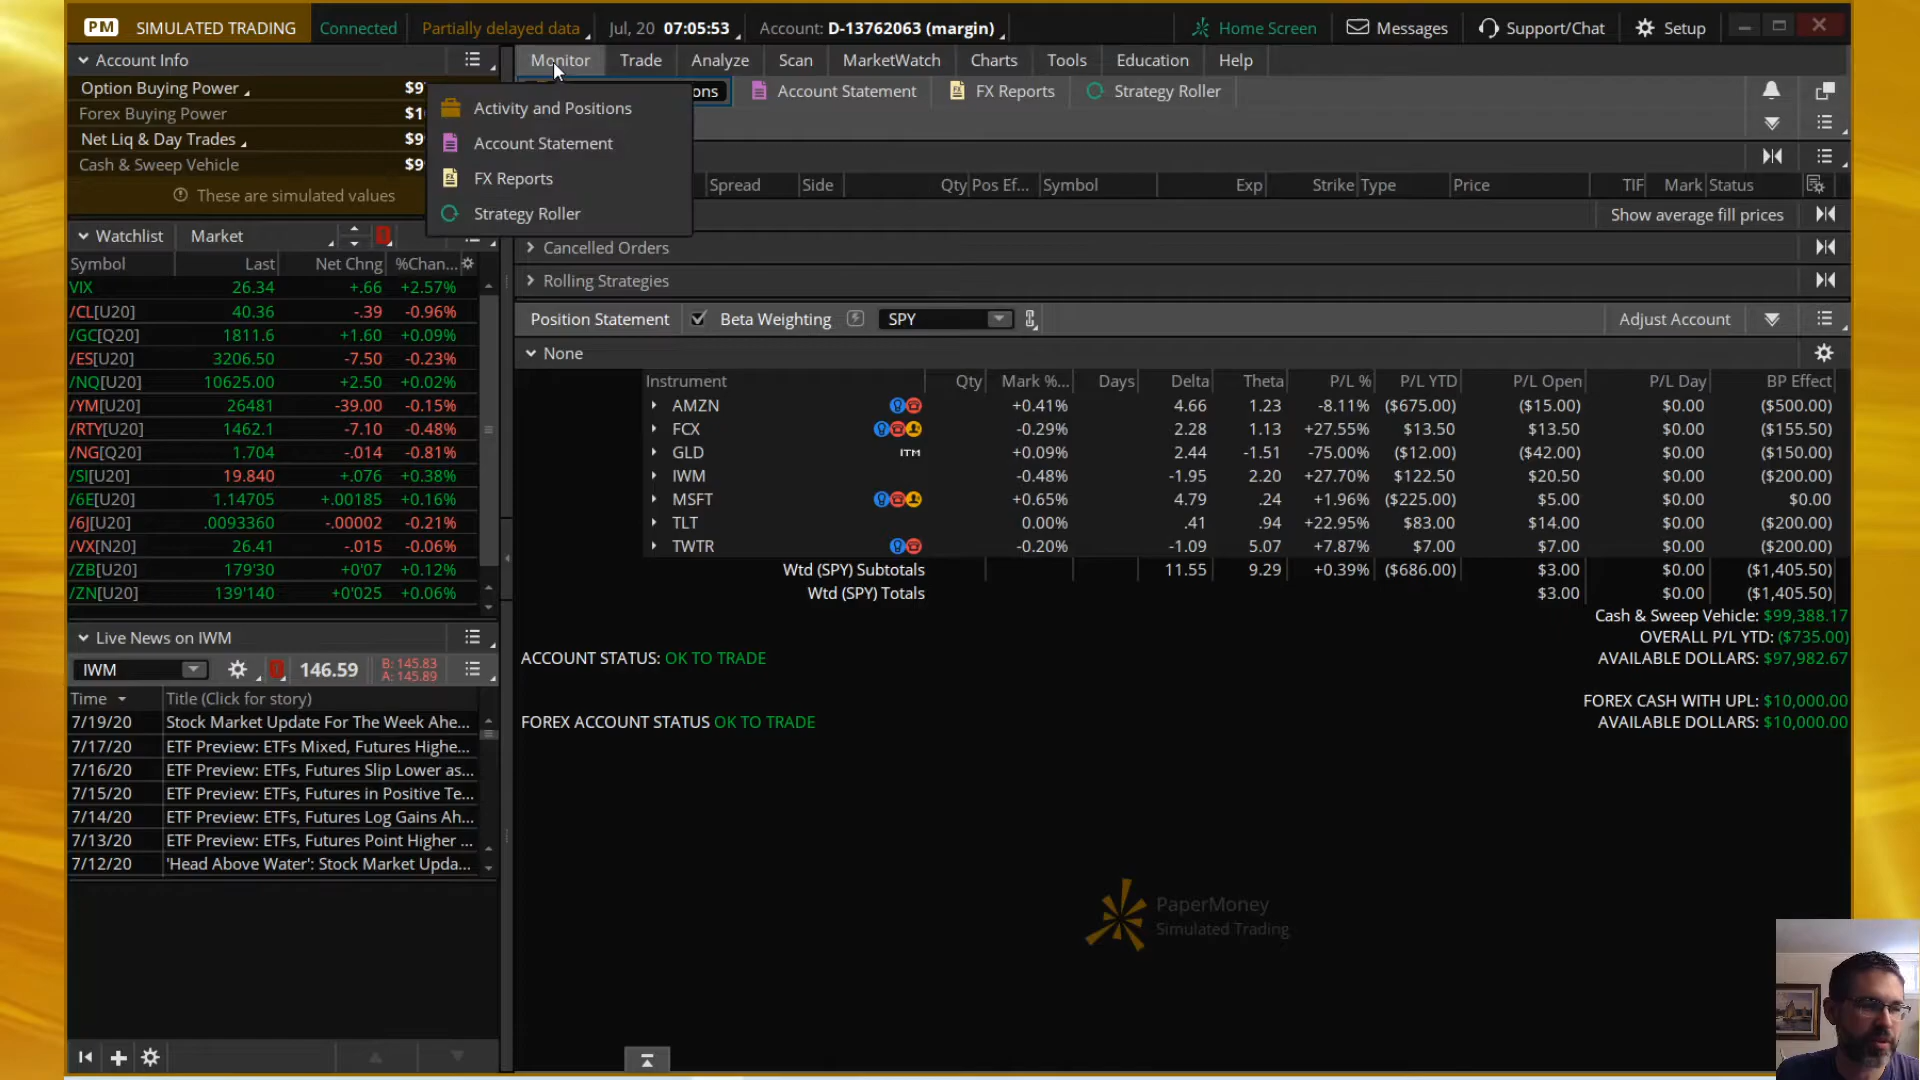 PM SIMULATED TRADING Connected Partially delayed data Jul, 20 07:05:53 Account: D-13762063 (margin) Home Screen Messages Support/Chat Setup
Account Info
Option Buying Power $9
Forex Buying Power $1
Net Liq & Day Trades $9
Cash & Sweep Vehicle $9
These are simulated values
Monitor Trade Analyze Scan MarketWatch Charts Tools Education Help
ons Account Statement FX Reports Strategy Roller
Activity and Positions
Account Statement
FX Reports
Strategy Roller
Spread Side Qty Pos Ef... Symbol Exp Strike Type Price TIF Mark Status
Show average fill prices
Cancelled Orders
Rolling Strategies
Watchlist Market
Symbol Last Net Chng %Chan...
VIX 26.34 +.66 +2.57%
/CL[U20] 40.36 -.39 -0.96%
/GC[Q20] 1811.6 +1.60 +0.09%
/ES[U20] 3206.50 -7.50 -0.23%
/NQ[U20] 10625.00 +2.50 +0.02%
/YM[U20] 26481 -39.00 -0.15%
/RTY[U20] 1462.1 -7.10 -0.48%
/NG[Q20] 1.704 -.014 -0.81%
/SI[U20] 19.840 +.076 +0.38%
/6E[U20] 1.14705 +.00185 +0.16%
/6J[U20] .0093360 -.00002 -0.21%
/VX[N20] 26.41 -.015 -0.06%
/ZB[U20] 179'30 +0'07 +0.12%
/ZN[U20] 139'140 +0'025 +0.06%
Position Statement Beta Weighting SPY Adjust Account
None
Instrument Qty Mark %... Days Delta Theta P/L % P/L YTD P/L Open P/L Day BP Effect
AMZN +0.41% 4.66 1.23 -8.11% ($675.00) ($15.00) $0.00 ($500.00)
FCX -0.29% 2.28 1.13 +27.55% $13.50 $13.50 $0.00 ($155.50)
GLD ITM +0.09% 2.44 -1.51 -75.00% ($12.00) ($42.00) $0.00 ($150.00)
IWM -0.48% -1.95 2.20 +27.70% $122.50 $20.50 $0.00 ($200.00)
MSFT +0.65% 4.79 .24 +1.96% ($225.00) $5.00 $0.00 $0.00
TLT 0.00% .41 .94 +22.95% $83.00 $14.00 $0.00 ($200.00)
TWTR -0.20% -1.09 5.07 +7.87% $7.00 $7.00 $0.00 ($200.00)
Wtd (SPY) Subtotals 11.55 9.29 +0.39% ($686.00) $3.00 $0.00 ($1,405.50)
Wtd (SPY) Totals $3.00 $0.00 ($1,405.50)
Cash & Sweep Vehicle: $99,388.17
OVERALL P/L YTD: ($735.00)
ACCOUNT STATUS: OK TO TRADE AVAILABLE DOLLARS: $97,982.67
FOREX CASH WITH UPL: $10,000.00
FOREX ACCOUNT STATUS OK TO TRADE AVAILABLE DOLLARS: $10,000.00
Live News on IWM
IWM 146.59 B: 145.83 A: 145.89
Time Title (Click for story)
7/19/20 Stock Market Update For The Week Ahe...
7/17/20 ETF Preview: ETFs Mixed, Futures Highe...
7/16/20 ETF Preview: ETFs, Futures Slip Lower as...
7/15/20 ETF Preview: ETFs, Futures in Positive Te...
7/14/20 ETF Preview: ETFs, Futures Log Gains Ah...
7/13/20 ETF Preview: ETFs, Futures Point Higher ...
7/12/20 'Head Above Water': Stock Market Upda...
PaperMoney
Simulated Trading